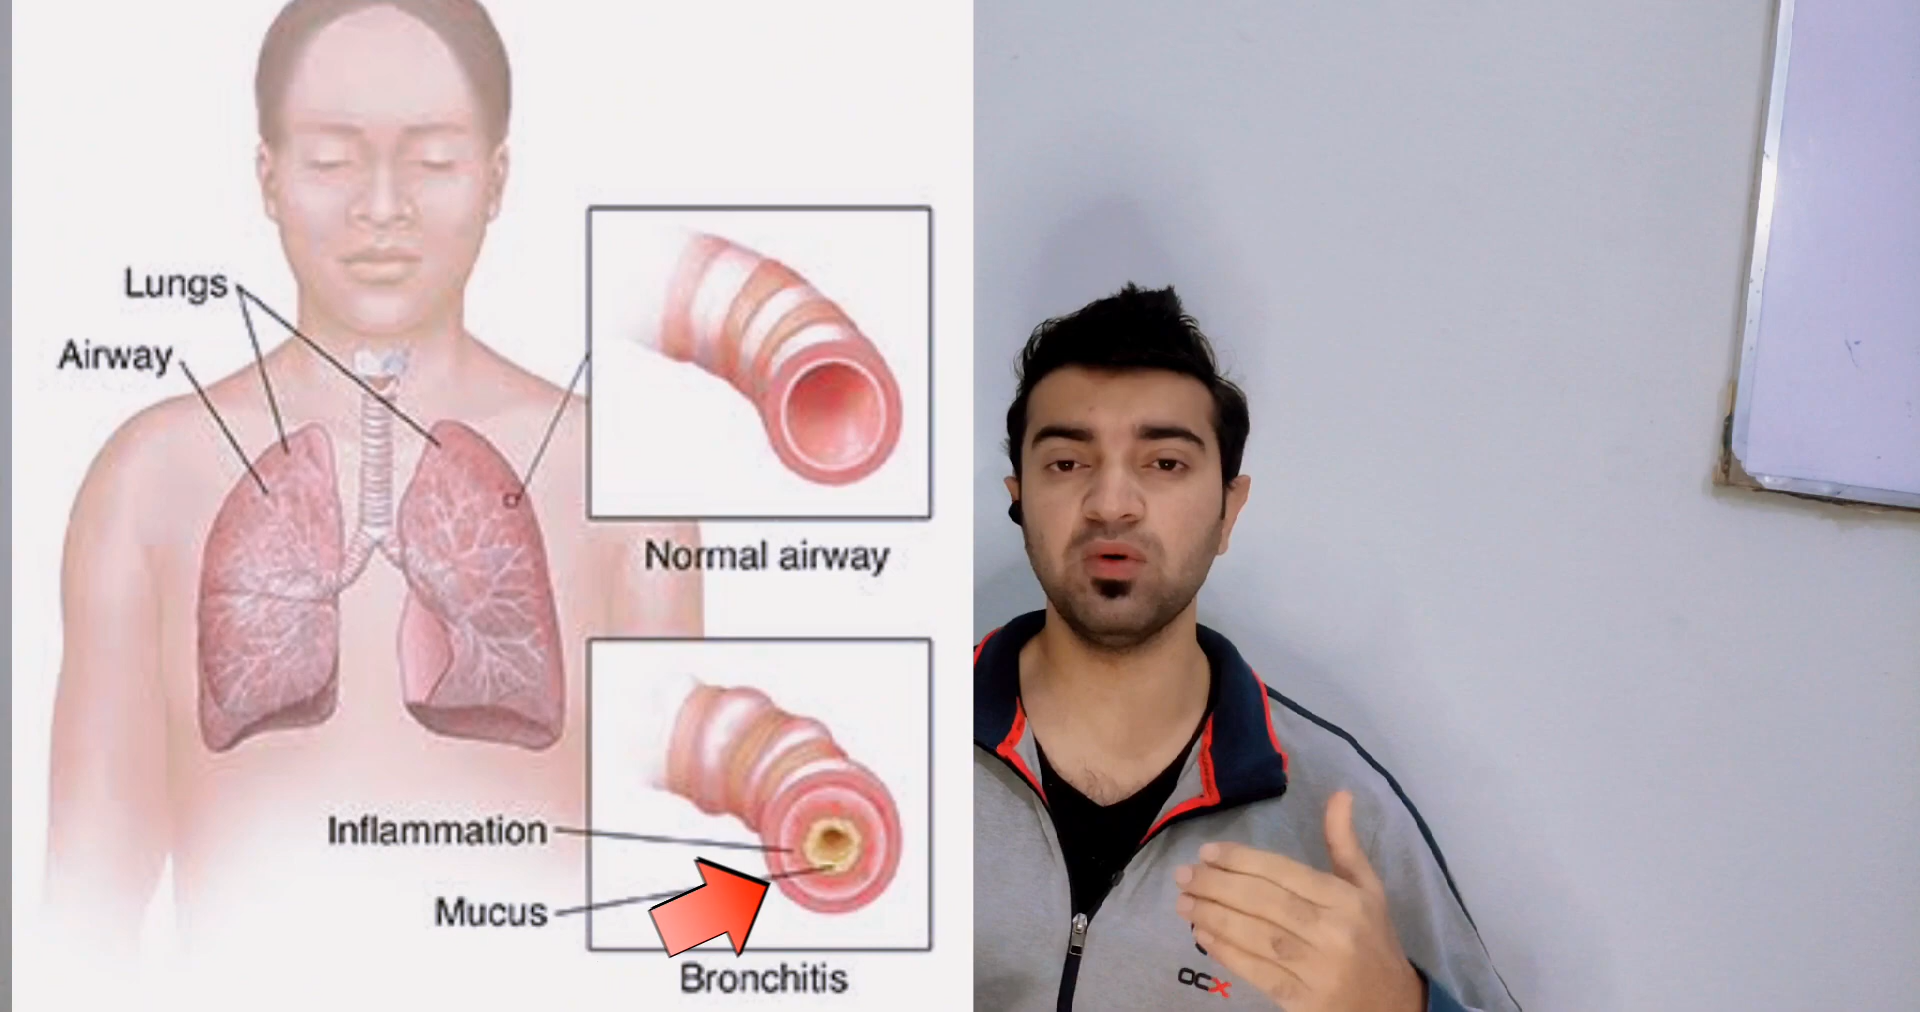 Lungs
Airway
Normal airway
Inflammation
Mucus
Bronchitis
OCX